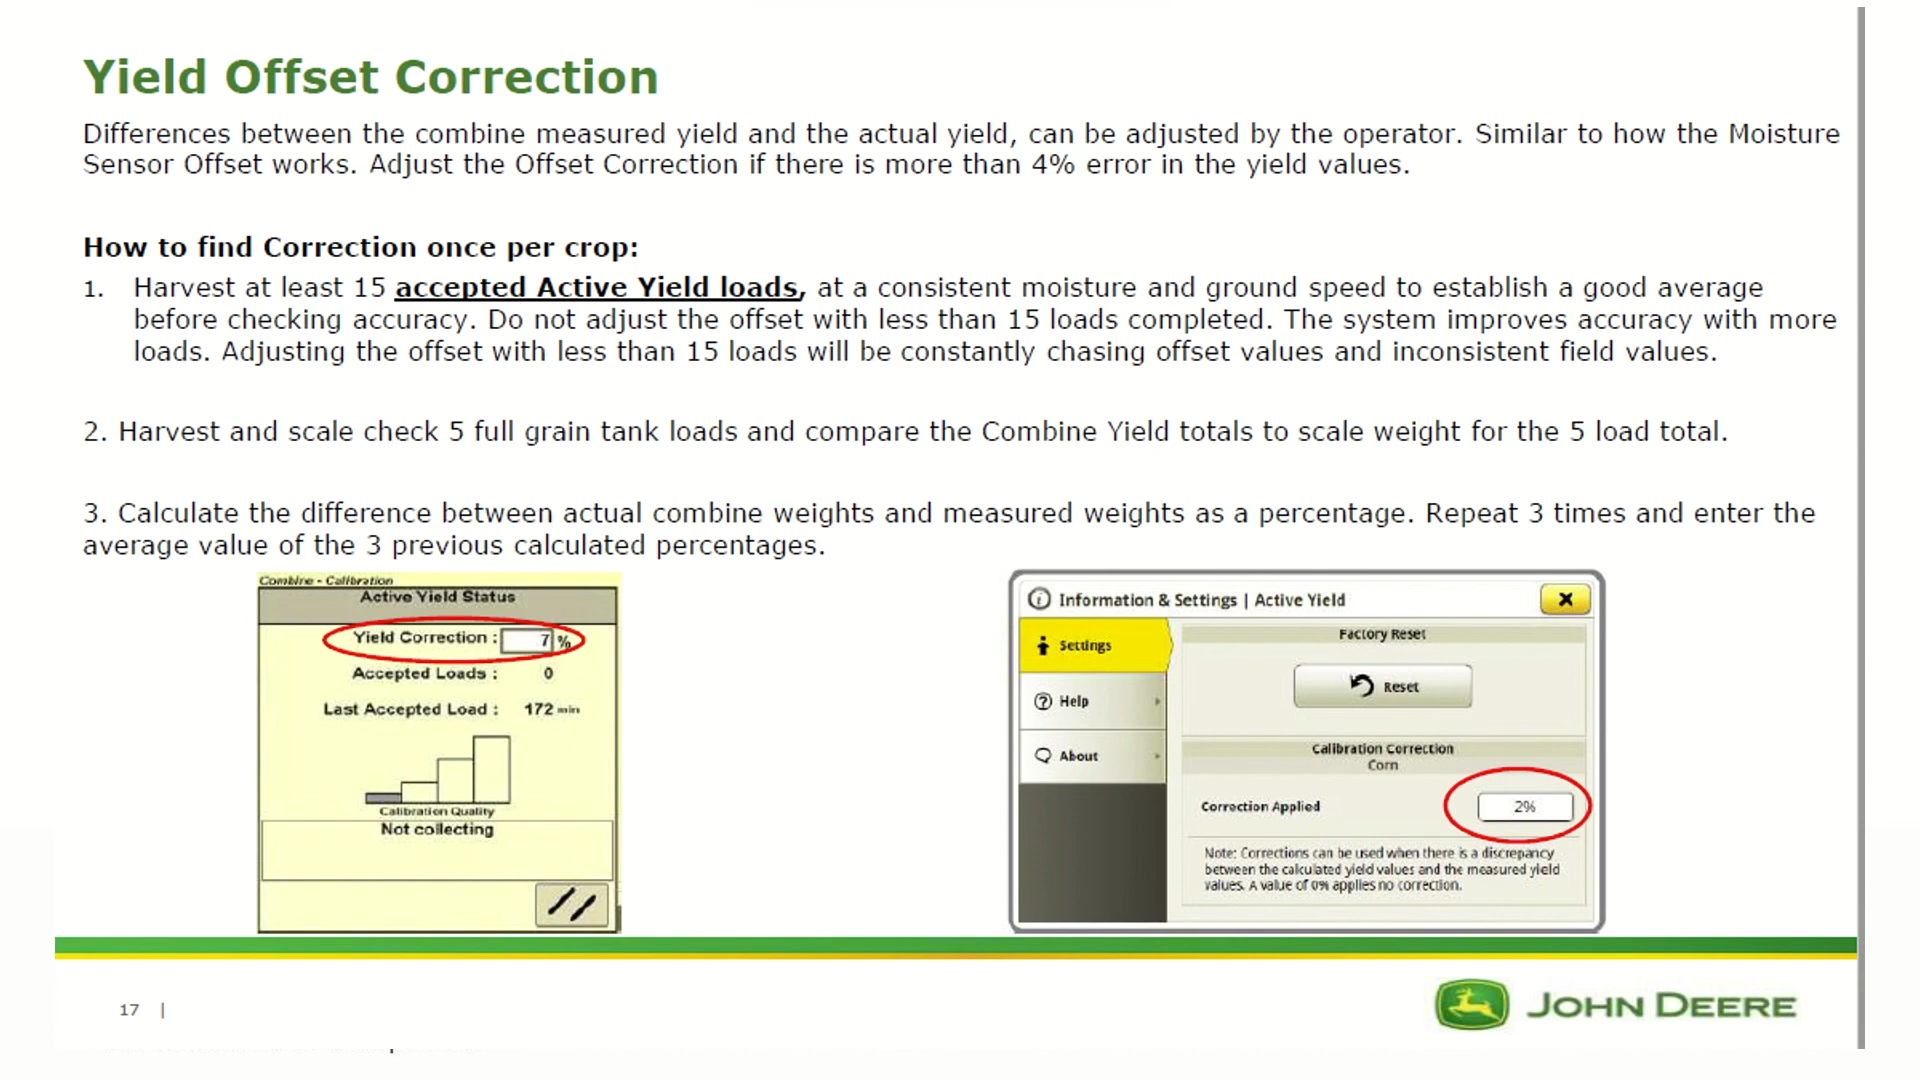 Yield Offset Correction
Differences between the combine measured yield and the actual yield, can be adjusted by the operator. Similar to how the Moisture
Sensor Offset works. Adjust the Offset Correction if there is more than 4% error in the yield values.
How to find Correction once per crop:
1. Harvest at least 15 accepted Active Yield loads, at a consistent moisture and ground speed to establish a good average
before checking accuracy. Do not adjust the offset with less than 15 loads completed. The system improves accuracy with more
loads. Adjusting the offset with less than 15 loads will be constantly chasing offset values and inconsistent field values.
2. Harvest and scale check 5 full grain tank loads and compare the Combine Yield totals to scale weight for the 5 load total.
3. Calculate the difference between actual combine weights and measured weights as a percentage. Repeat 3 times and enter the
average value of the 3 previous calculated percentages.
Combine - Calibration
Active Yield Status
Yield Correction : 7 %
Accepted Loads : 0
Last Accepted Load : 172 min
Calibration Quality
Not collecting
Information & Settings | Active Yield
Settings
Help
About
Factory Reset
Reset
Calibration Correction
Corn
Correction Applied 2%
Note: Corrections can be used when there is a discrepancy
between the calculated yield values and the measured yield
values. A value of 0% applies no correction.
17 |
JOHN DEERE